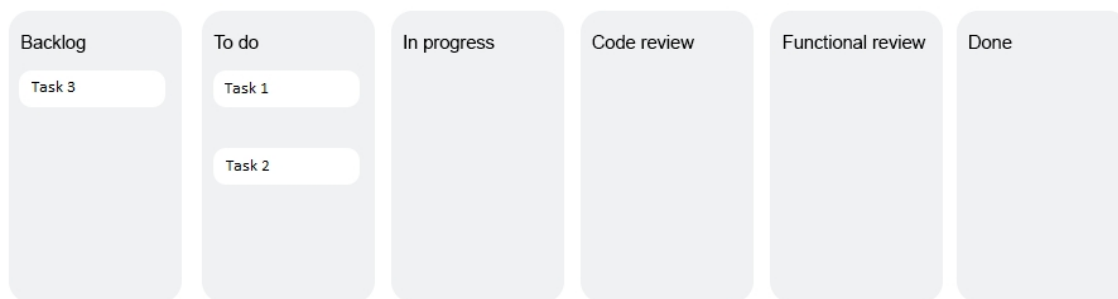 Backlog
Task 3
To do
Task 1
Task 2
In progress
Code review
Functional review
Done